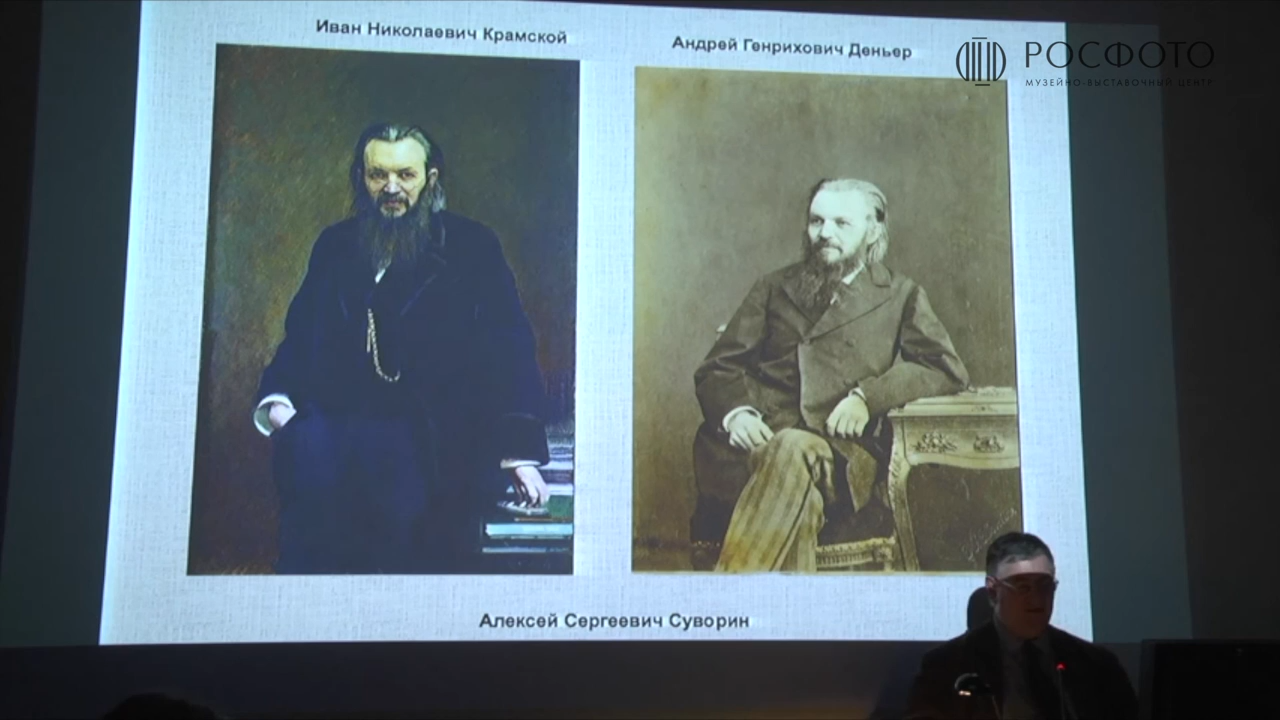 Иван Николаевич Крамской
Андрей Генрихович Деньер
РОСФОТО
МУЗЕЙНО-ВЫСТАВОЧНЫЙ ЦЕНТР
Алексей Сергеевич Суворин